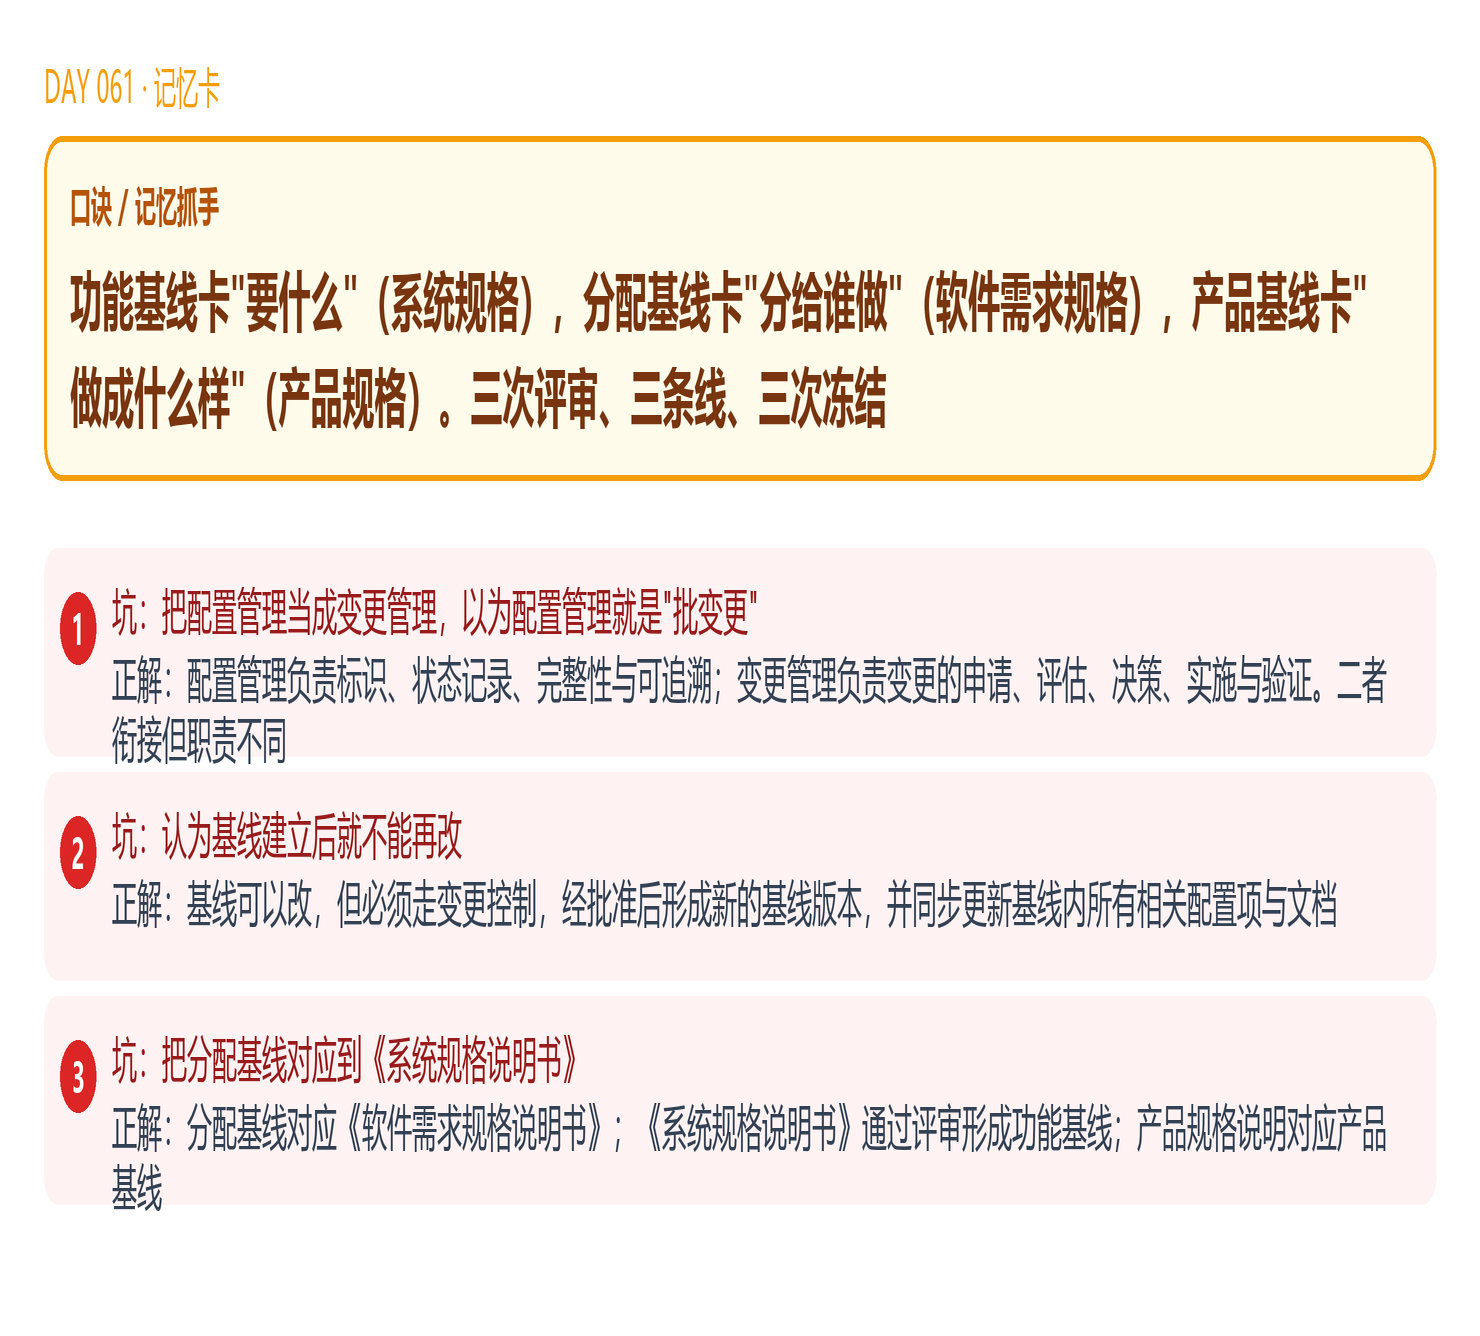 DAY 061 · 记忆卡
口诀 / 记忆抓手
功能基线卡"要什么"（系统规格），分配基线卡"分给谁做"（软件需求规格），产品基线卡"
做成什么样"（产品规格）。三次评审、三条线、三次冻结
1
坑：把配置管理当成变更管理，以为配置管理就是"批变更"
正解：配置管理负责标识、状态记录、完整性与可追溯；变更管理负责变更的申请、评估、决策、实施与验证。二者
衔接但职责不同
2
坑：认为基线建立后就不能再改
正解：基线可以改，但必须走变更控制，经批准后形成新的基线版本，并同步更新基线内所有相关配置项与文档
3
坑：把分配基线对应到《系统规格说明书》
正解：分配基线对应《软件需求规格说明书》；《系统规格说明书》通过评审形成功能基线；产品规格说明对应产品
基线